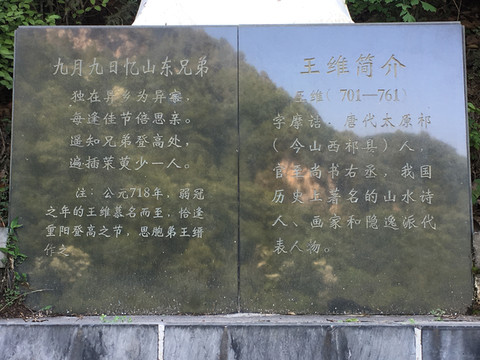 九月九日忆山东兄弟
独在异乡为异客，
每逢佳节倍思亲。
遥知兄弟登高处，
遍插茱萸少一人。
注：公元718年，弱冠
之年的王维慕名而至，恰逢
重阳登高之节，思胞弟王缙
作之
王维简介
王维（701—761）
字摩诘，唐代太原祁
（今山西祁县）人，
官至尚书右丞，我国
历史上著名的山水诗
人、画家和隐逸派代
表人物。